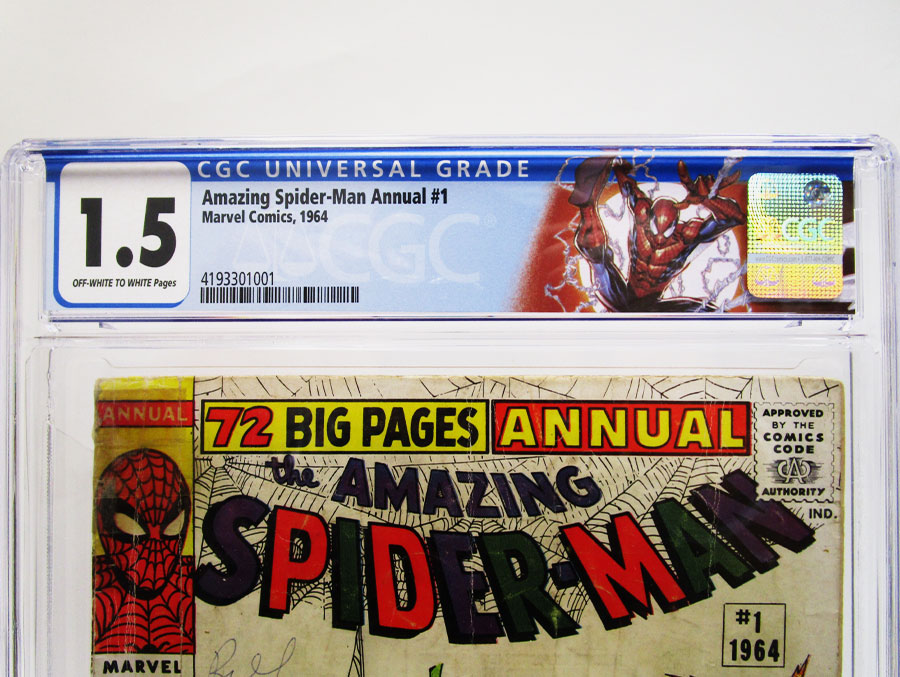 CGC UNIVERSAL GRADE
1.5
OFF-WHITE TO WHITE Pages
Amazing Spider-Man Annual #1
Marvel Comics, 1964
CGC
4193301001
CGC
ANNUAL
72 BIG PAGES ANNUAL
APPROVED
BY THE
COMICS
CODE
CA
AUTHORITY
IND.
the AMAZING
SPIDER-MAN
#1
1964
MARVEL